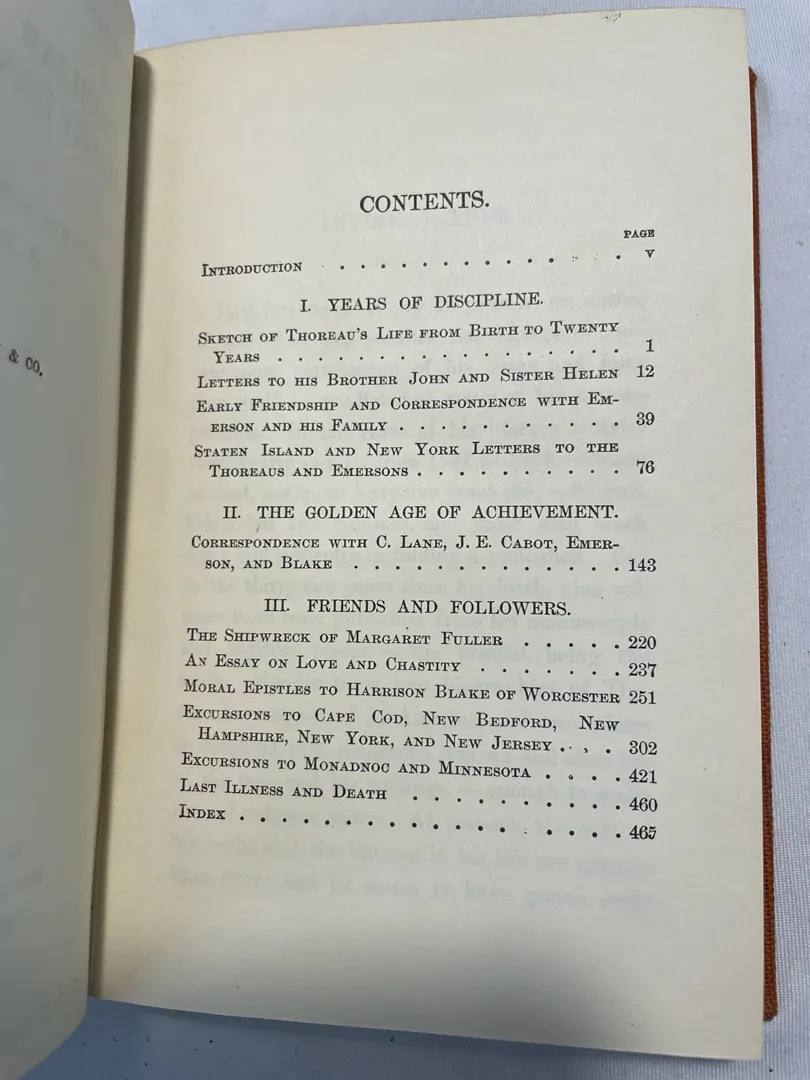 & CO.
CONTENTS.
PAGE
INTRODUCTION . . . . . . . . . . . . . . V
I. YEARS OF DISCIPLINE.
SKETCH OF THOREAU'S LIFE FROM BIRTH TO TWENTY
YEARS . . . . . . . . . . . . . . . . . 1
LETTERS TO HIS BROTHER JOHN AND SISTER HELEN 12
EARLY FRIENDSHIP AND CORRESPONDENCE WITH EM-
ERSON AND HIS FAMILY . . . . . . . . . . . 39
STATEN ISLAND AND NEW YORK LETTERS TO THE
THOREAUS AND EMERSONS . . . . . . . . . . 76
II. THE GOLDEN AGE OF ACHIEVEMENT.
CORRESPONDENCE WITH C. LANE, J. E. CABOT, EMER-
SON, AND BLAKE . . . . . . . . . . . . . 143
III. FRIENDS AND FOLLOWERS.
THE SHIPWRECK OF MARGARET FULLER . . . . . 220
AN ESSAY ON LOVE AND CHASTITY . . . . . . . 237
MORAL EPISTLES TO HARRISON BLAKE OF WORCESTER 251
EXCURSIONS TO CAPE COD, NEW BEDFORD, NEW
HAMPSHIRE, NEW YORK, AND NEW JERSEY . . . . 302
EXCURSIONS TO MONADNOC AND MINNESOTA . . . . 421
LAST ILLNESS AND DEATH . . . . . . . . . . 460
INDEX . . . . . . . . . . . . . . . . . . 465